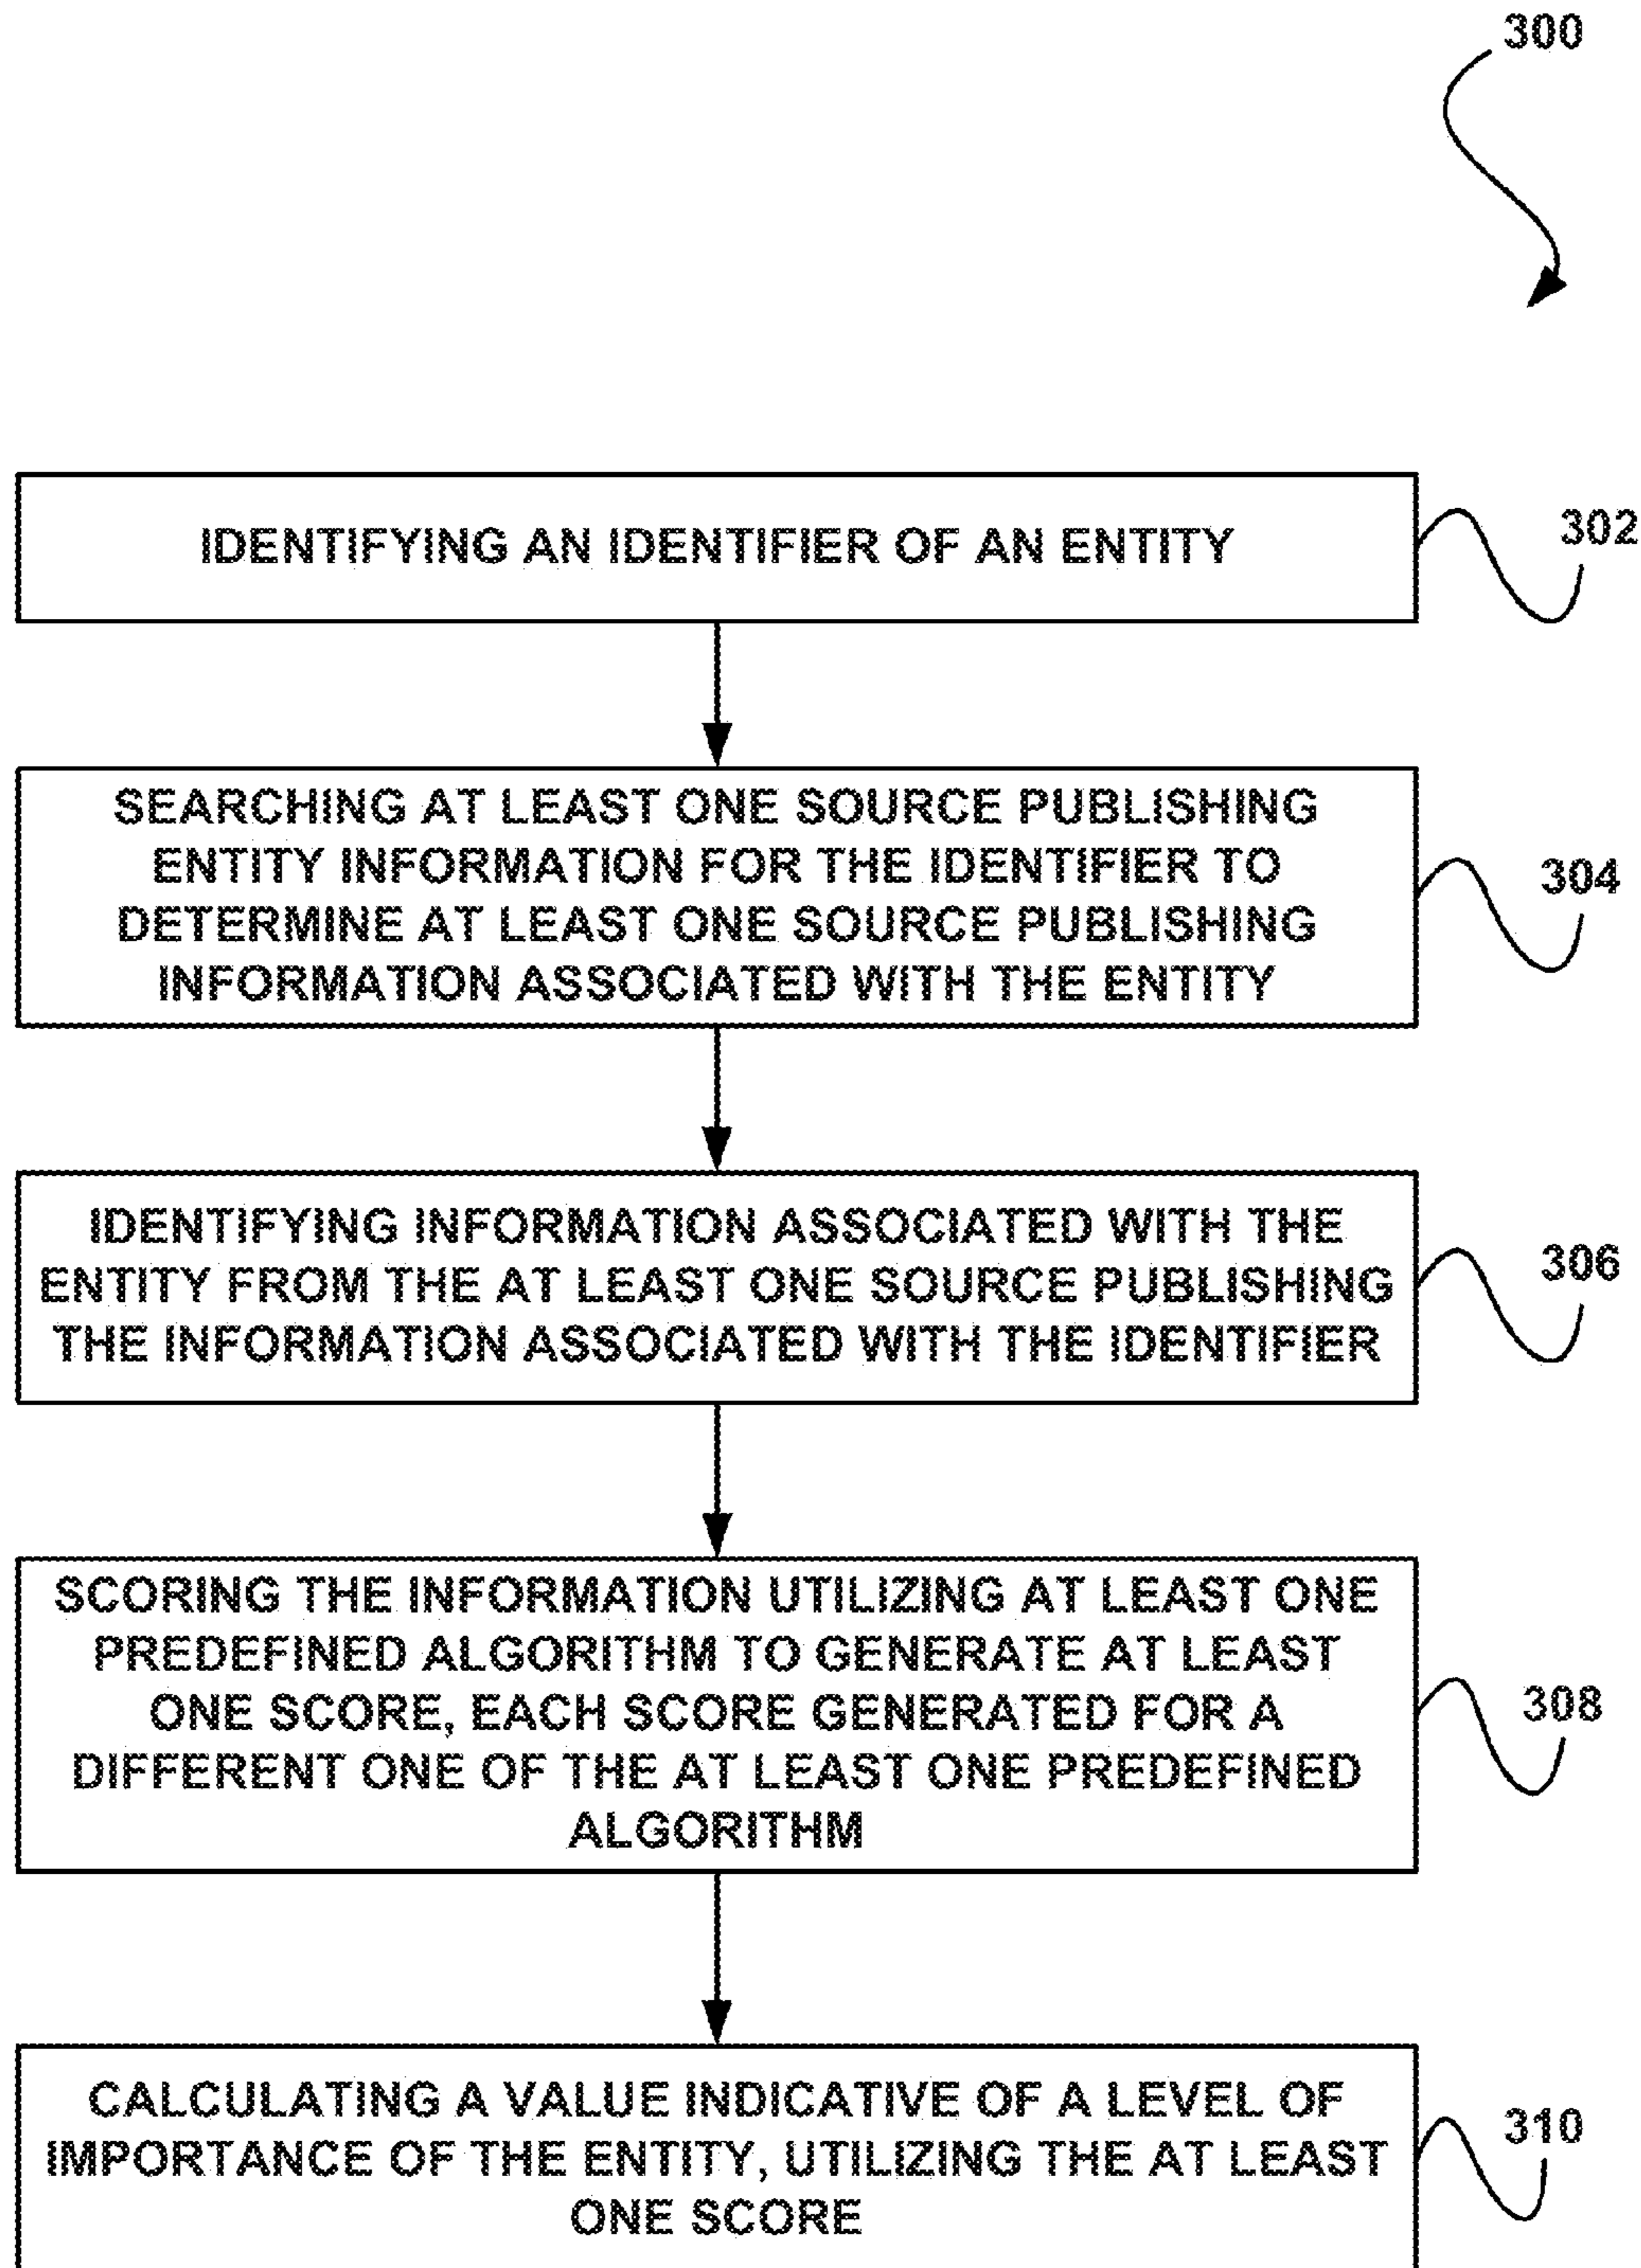 300
IDENTIFYING AN IDENTIFIER OF AN ENTITY
302
SEARCHING AT LEAST ONE SOURCE PUBLISHING
ENTITY INFORMATION FOR THE IDENTIFIER TO
DETERMINE AT LEAST ONE SOURCE PUBLISHING
INFORMATION ASSOCIATED WITH THE ENTITY
304
IDENTIFYING INFORMATION ASSOCIATED WITH THE
ENTITY FROM THE AT LEAST ONE SOURCE PUBLISHING
THE INFORMATION ASSOCIATED WITH THE IDENTIFIER
306
SCORING THE INFORMATION UTILIZING AT LEAST ONE
PREDEFINED ALGORITHM TO GENERATE AT LEAST
ONE SCORE, EACH SCORE GENERATED FOR A
DIFFERENT ONE OF THE AT LEAST ONE PREDEFINED
ALGORITHM
308
CALCULATING A VALUE INDICATIVE OF A LEVEL OF
IMPORTANCE OF THE ENTITY, UTILIZING THE AT LEAST
ONE SCORE
310